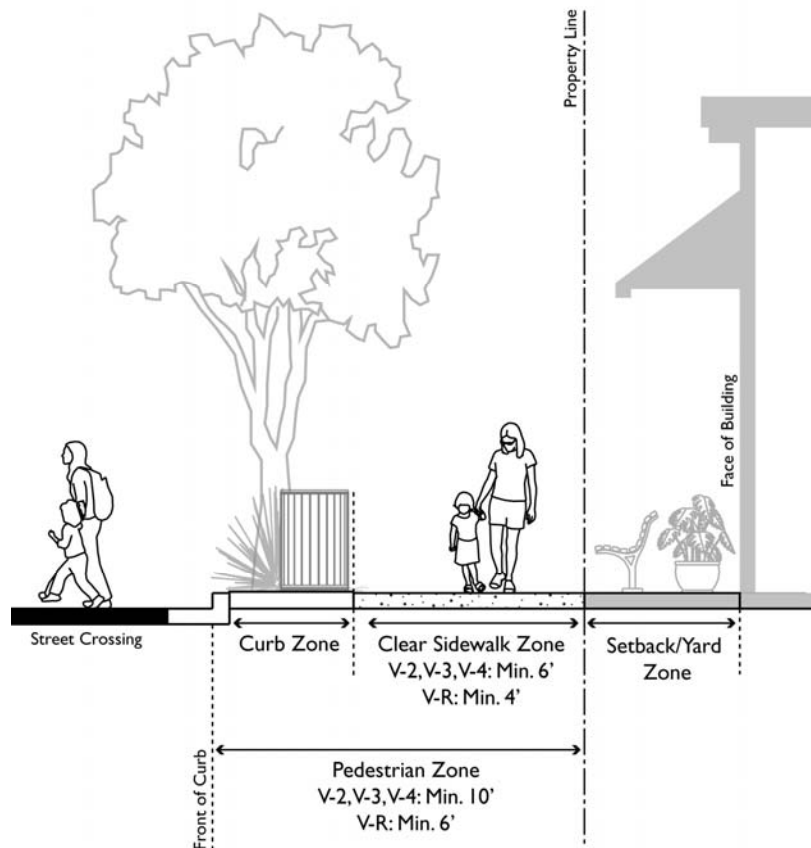 Property Line
Face of Building
Street Crossing
Curb Zone
Clear Sidewalk Zone
V-2,V-3,V-4: Min. 6’
V-R: Min. 4’
Setback/Yard
Zone
Front of Curb
Pedestrian Zone
V-2,V-3,V-4: Min. 10’
V-R: Min. 6’